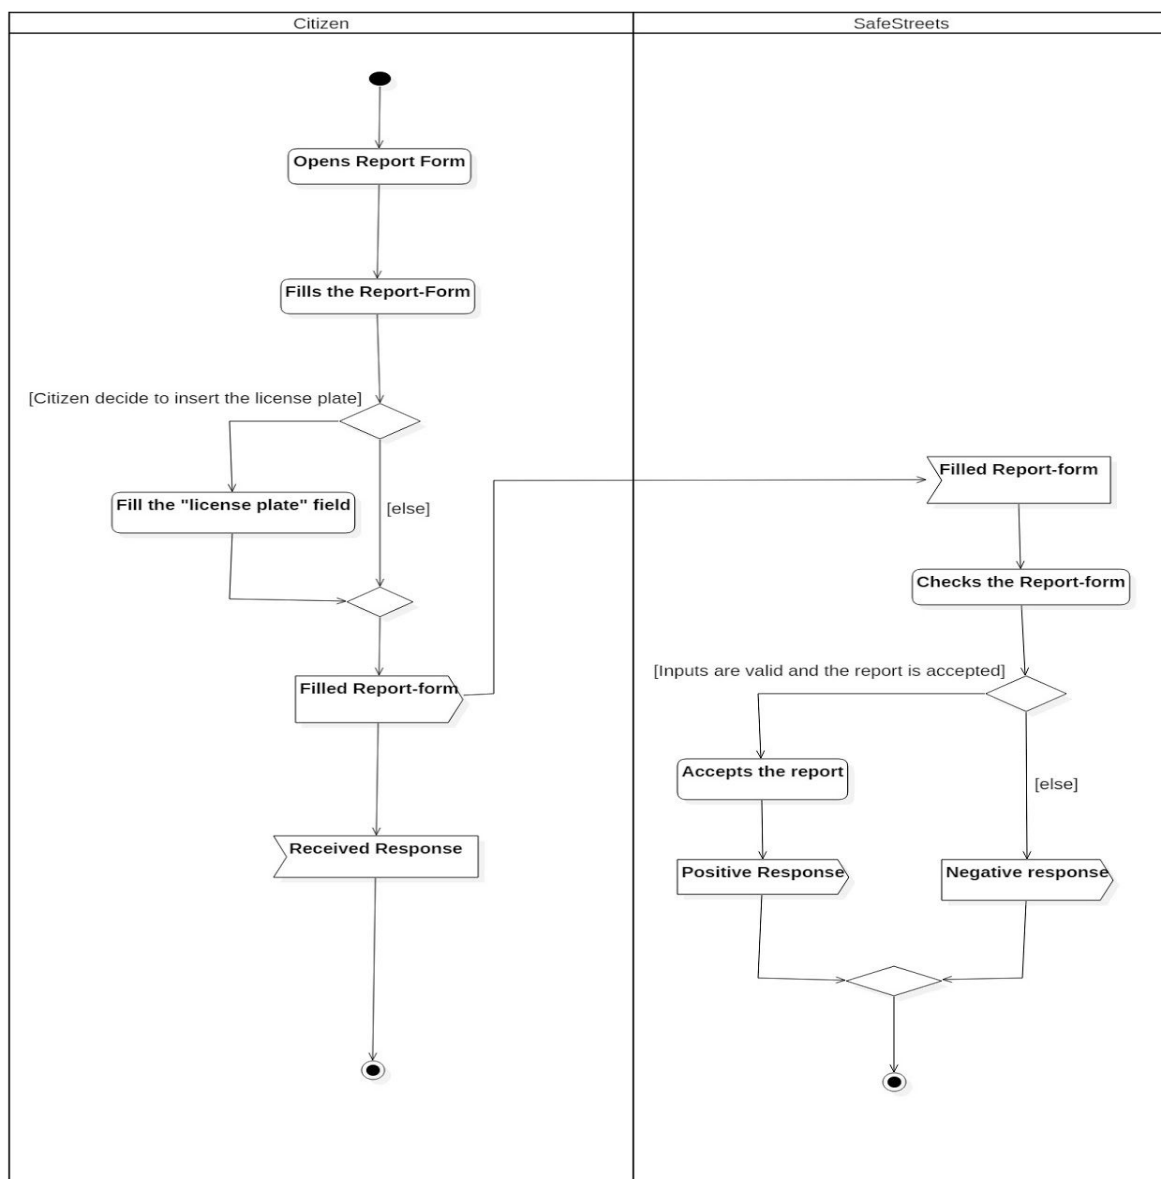 Citizen
SafeStreets
Opens Report Form
Fills the Report-Form
[Citizen decide to insert the license plate]
Fill the "license plate" field
[else]
Filled Report-form
Received Response
Filled Report-form
Checks the Report-form
[Inputs are valid and the report is accepted]
Accepts the report
[else]
Positive Response
Negative response